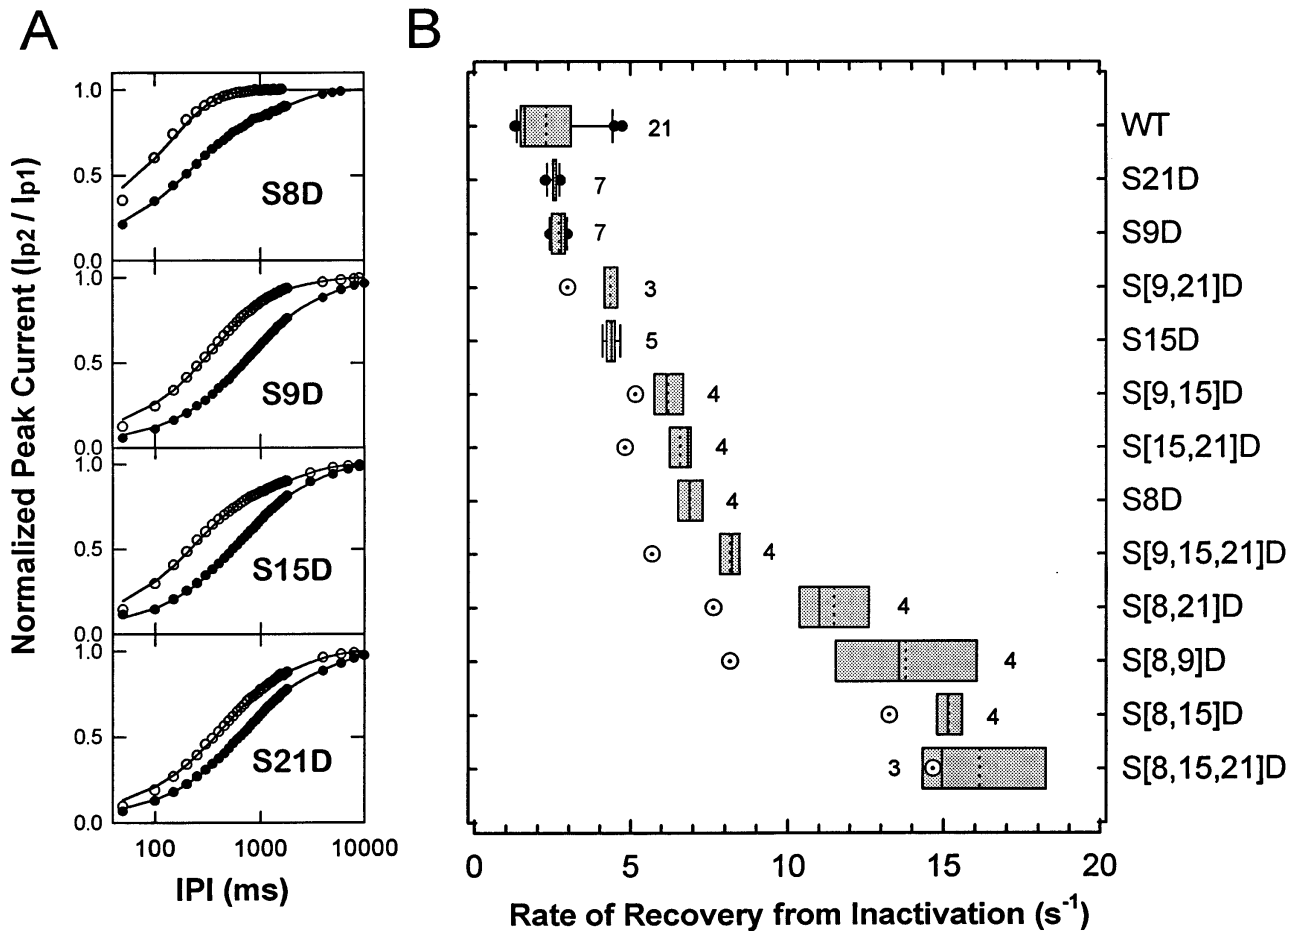 A
B
Normalized Peak Current (Ip2 / Ip1)
1.0
0.5
0.0
S8D
1.0
0.5
0.0
S9D
1.0
0.5
0.0
S15D
1.0
0.5
0.0
S21D
100 1000 10000
IPI (ms)
21 WT
7 S21D
7 S9D
3 S[9,21]D
5 S15D
4 S[9,15]D
4 S[15,21]D
4 S8D
4 S[9,15,21]D
4 S[8,21]D
4 S[8,9]D
4 S[8,15]D
3 S[8,15,21]D
0 5 10 15 20
Rate of Recovery from Inactivation (s-1)